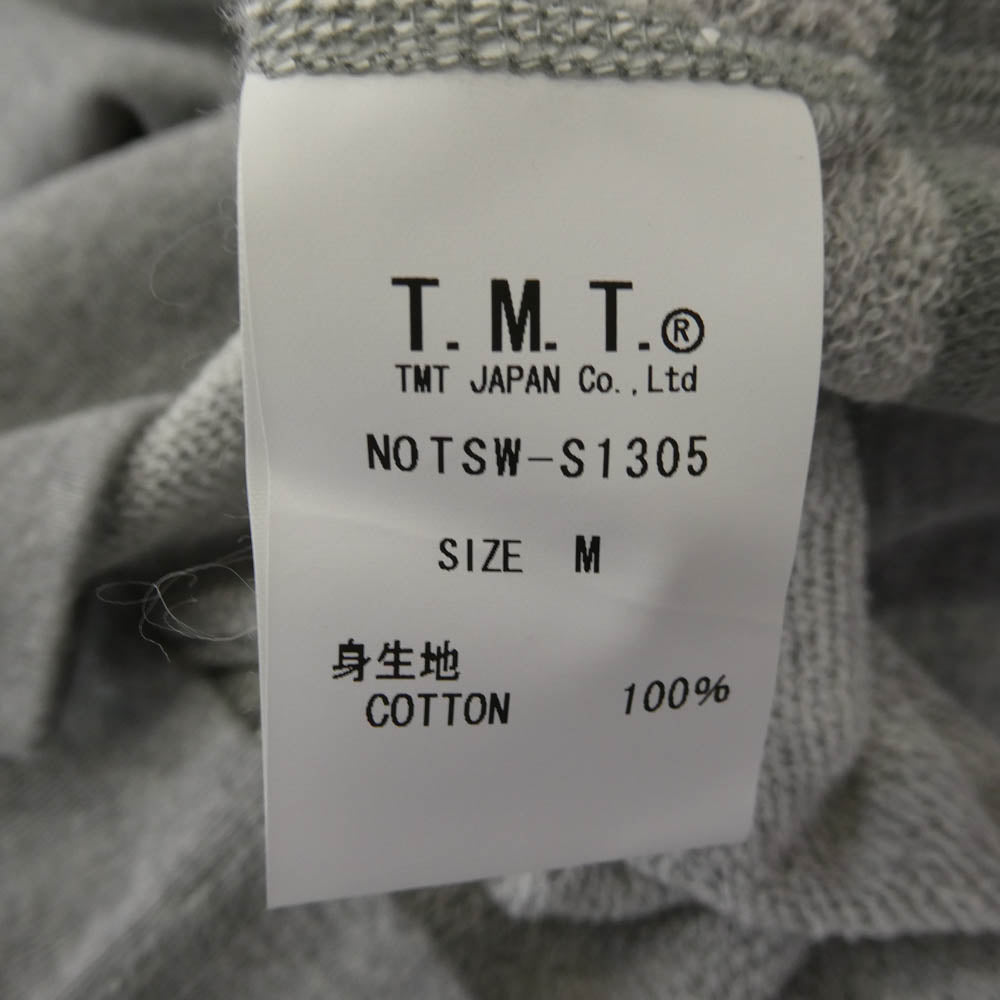 T.M.T.®
TMT JAPAN Co.,Ltd
NOTSW-S1305
SIZE M
身生地
COTTON 100%